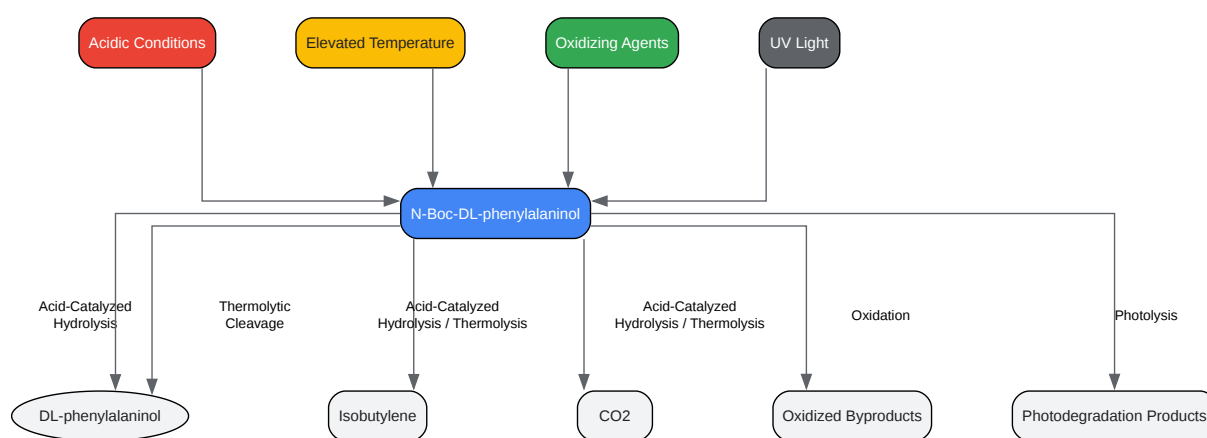 Acidic Conditions
Elevated Temperature
Oxidizing Agents
UV Light
N-Boc-DL-phenylalaninol
Acid-Catalyzed
Hydrolysis
Thermolytic
Cleavage
Acid-Catalyzed
Hydrolysis / Thermolysis
Acid-Catalyzed
Hydrolysis / Thermolysis
Oxidation
Photolysis
DL-phenylalaninol
Isobutylene
CO2
Oxidized Byproducts
Photodegradation Products